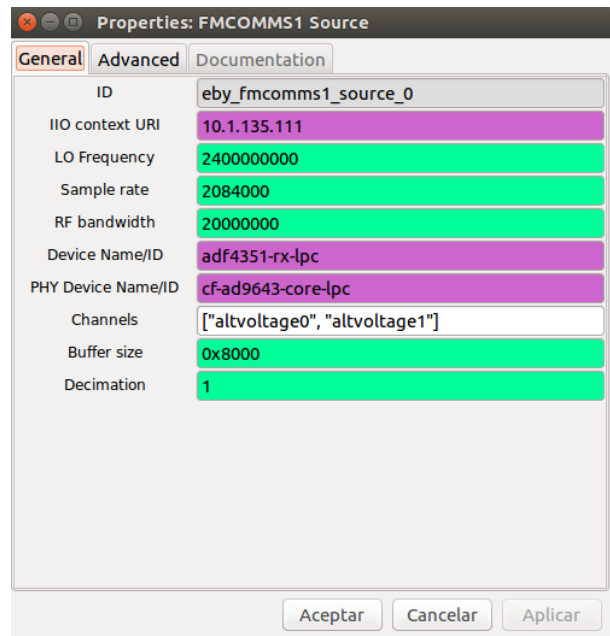 Properties: FMCOMMS1 Source
General Advanced Documentation
ID eby_fmcomms1_source_0
IIO context URI 10.1.135.111
LO Frequency 2400000000
Sample rate 2084000
RF bandwidth 20000000
Device Name/ID adf4351-rx-lpc
PHY Device Name/ID cf-ad9643-core-lpc
Channels ["altvoltage0", "altvoltage1"]
Buffer size 0x8000
Decimation 1
Aceptar Cancelar Aplicar